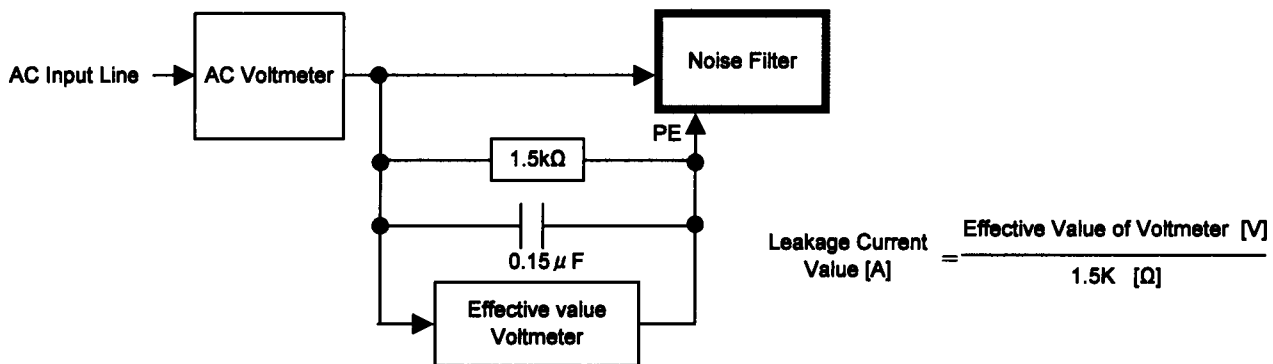 AC Input Line
AC Voltmeter
Noise Filter
PE
1.5kΩ
0.15μF
Effective value
Voltmeter
Leakage Current
Value [A]
=
Effective Value of Voltmeter [V]
1.5K [Ω]